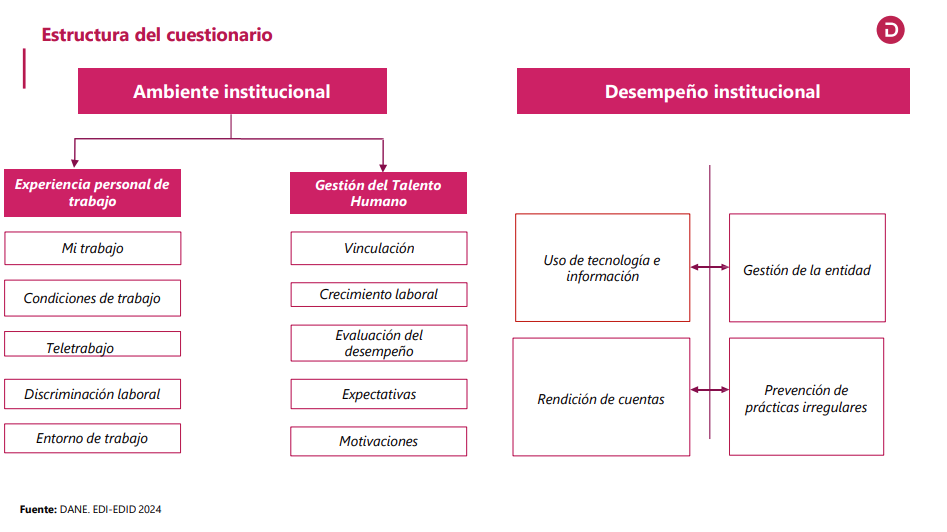 Estructura del cuestionario
D
Ambiente institucional
Experiencia personal de
trabajo
Mi trabajo
Condiciones de trabajo
Teletrabajo
Discriminación laboral
Entorno de trabajo
Gestión del Talento
Humano
Vinculación
Crecimiento laboral
Evaluación del
desempeño
Expectativas
Motivaciones
Desempeño institucional
Uso de tecnología e
información
Gestión de la entidad
Rendición de cuentas
Prevención de
prácticas irregulares
Fuente: DANE. EDI-EDID 2024